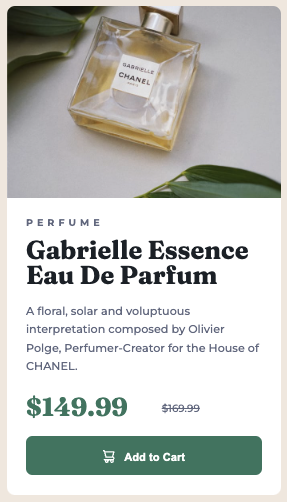 GABRIELLE
CHANEL
PARIS
PERFUME
Gabrielle Essence
Eau De Parfum
A floral, solar and voluptuous
interpretation composed by Olivier
Polge, Perfumer-Creator for the House of
CHANEL.
$149.99 $169.99
Add to Cart